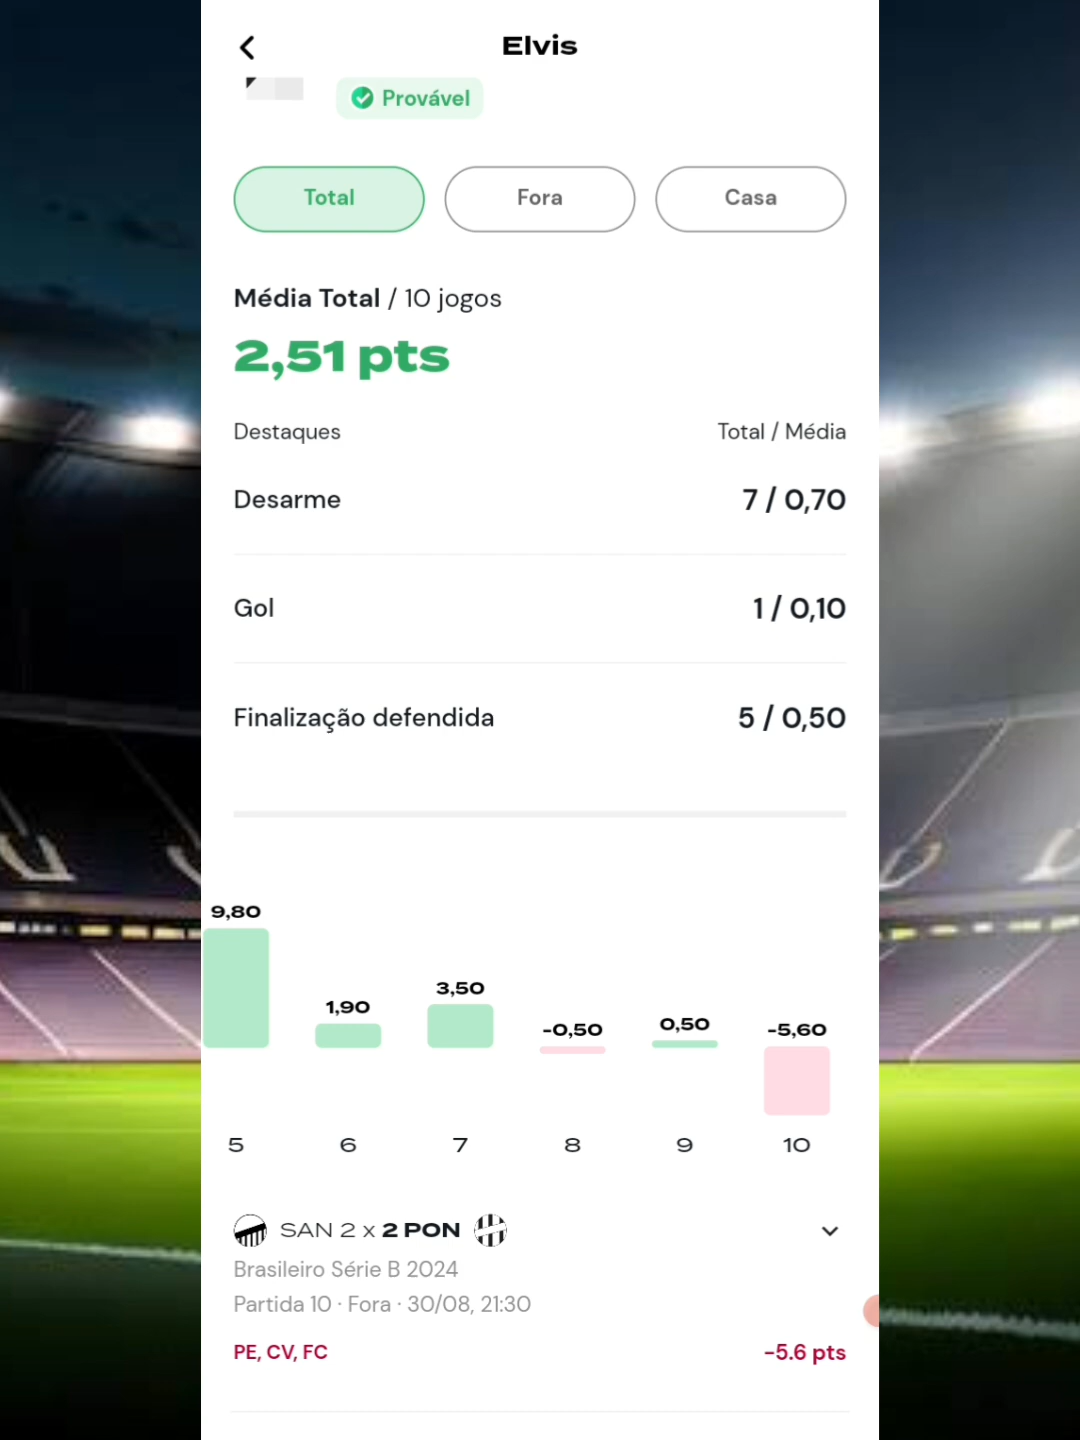 Elvis
Provável
Total
Fora
Casa
Média Total / 10 jogos
2,51 pts
Destaques
Total / Média
Desarme
7 / 0,70
Gol
1 / 0,10
Finalização defendida
5 / 0,50
9,80
1,90
3,50
-0,50
0,50
-5,60
5
6
7
8
9
10
SAN 2 x 2 PON
Brasileiro Série B 2024
Partida 10 · Fora · 30/08, 21:30
PE, CV, FC
-5.6 pts